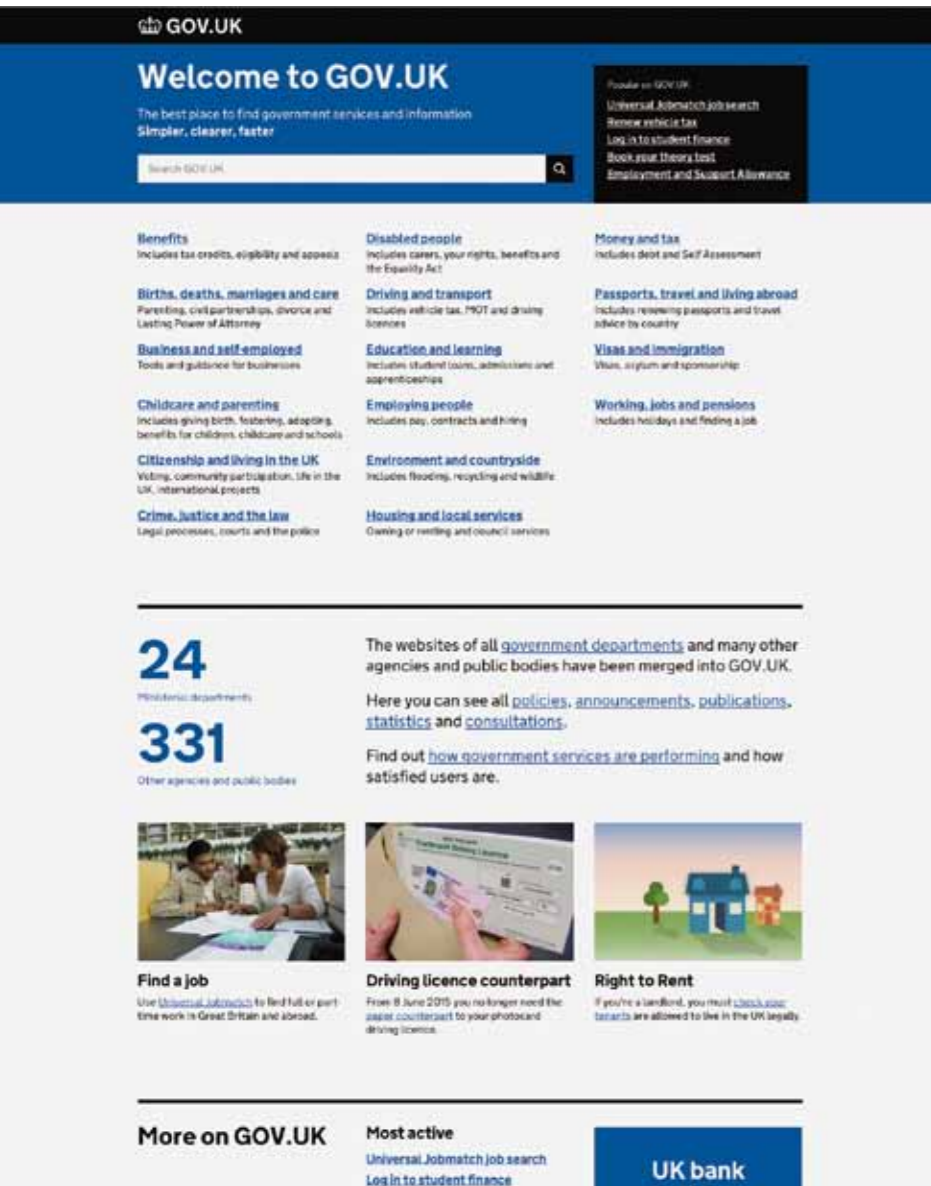 GOV.UK
Welcome to GOV.UK
The best place to find government services and information
Simpler, clearer, faster
Search GOV.UK
Popular on GOV.UK
Universal Jobmatch job search
Renew vehicle tax
Log in to student finance
Book your theory test
Employment and Support Allowance
Benefits
Includes tax credits, eligibility and appeals
Births, deaths, marriages and care
Parenting, civil partnerships, divorce and
Lasting Power of Attorney
Business and self-employed
Tools and guidance for businesses
Childcare and parenting
Includes giving birth, fostering, adopting,
benefits for children, childcare and schools
Citizenship and living in the UK
Voting, community participation, life in the
UK, international projects
Crime, justice and the law
Legal processes, courts and the police
Disabled people
Includes carers, your rights, benefits and
the Equality Act
Driving and transport
Includes vehicle tax, MOT and driving
licences
Education and learning
Includes student loans, admissions and
apprenticeships
Employing people
Includes pay, contracts and hiring
Environment and countryside
Includes flooding, recycling and wildlife
Housing and local services
Owning or renting and council services
Money and tax
Includes debt and Self Assessment
Passports, travel and living abroad
Includes renewing passports and travel
advice by country
Visas and immigration
Visas, asylum and sponsorship
Working, jobs and pensions
Includes holidays and finding a job
24
Ministerial departments
331
Other agencies and public bodies
The websites of all government departments and many other
agencies and public bodies have been merged into GOV.UK.
Here you can see all policies, announcements, publications,
statistics and consultations.
Find out how government services are performing and how
satisfied users are.
Find a job
Use Universal Jobmatch to find full or part-
time work in Great Britain and abroad.
Driving licence counterpart
From 8 June 2015 you no longer need the
paper counterpart to your photocard
driving licence.
Right to Rent
If you're a landlord, you must check your
tenants are allowed to live in the UK legally.
More on GOV.UK
Most active
Universal Jobmatch job search
Log in to student finance
UK bank